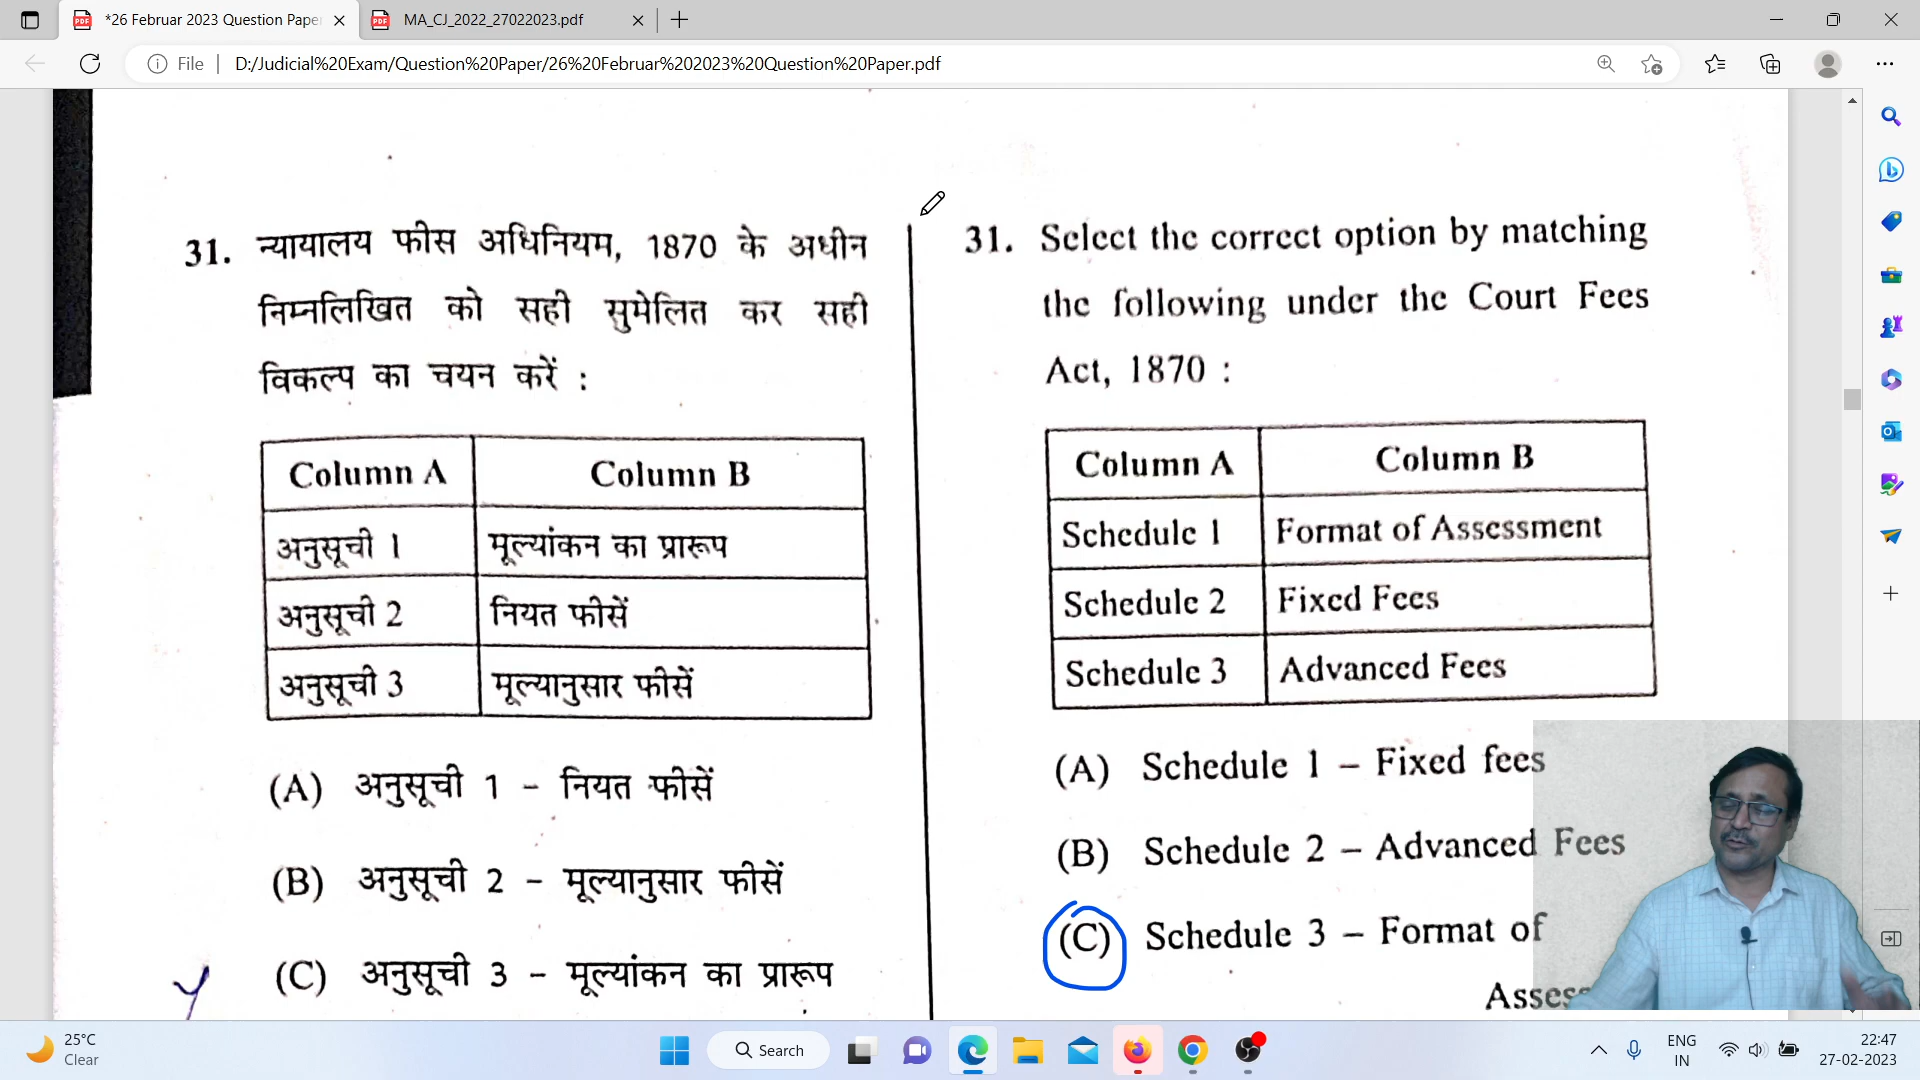 *26 Februar 2023 Question Pape
MA_CJ_2022_27022023.pdf
File
D:/Judicial%20Exam/Question%20Paper/26%20Februar%202023%20Question%20Paper.pdf
31. न्यायालय फीस अधिनियम, 1870 के अधीन
निम्नलिखित को सही सुमेलित कर सही
विकल्प का चयन करें :
Column A Column B
अनुसूची 1 मूल्यांकन का प्रारूप
अनुसूची 2 नियत फीसें
अनुसूची 3 मूल्यानुसार फीसें
(A) अनुसूची 1 - नियत फीसें
(B) अनुसूची 2 - मूल्यानुसार फीसें
(C) अनुसूची 3 - मूल्यांकन का प्रारूप
31. Select the correct option by matching
the following under the Court Fees
Act, 1870 :
Column A Column B
Schedule 1 Format of Assessment
Schedule 2 Fixed Fees
Schedule 3 Advanced Fees
(A) Schedule 1 – Fixed fees
(B) Schedule 2 – Advanced Fees
(C) Schedule 3 – Format of
Asses
25°C
Clear
Search
ENG
IN
22:47
27-02-2023